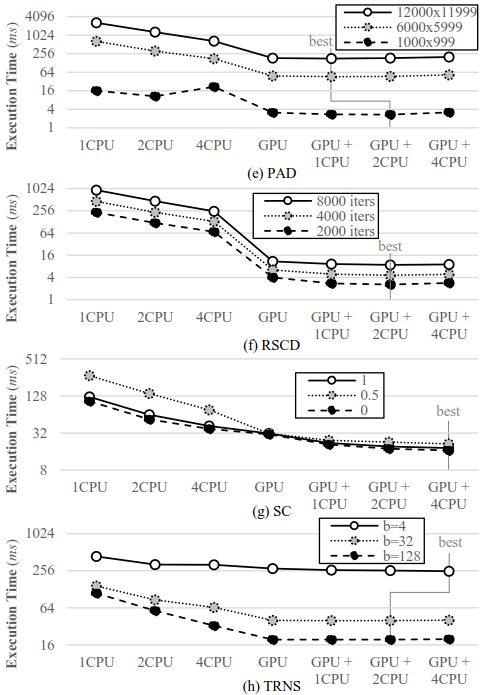 4096
1024
256
64
16
4
1
Execution Time (ms)
12000x11999
6000x5999
1000x999
best
1CPU 2CPU 4CPU GPU GPU + 1CPU GPU + 2CPU GPU + 4CPU
(e) PAD
1024
256
64
16
4
1
Execution Time (ms)
8000 iters
4000 iters
2000 iters
best
1CPU 2CPU 4CPU GPU GPU + 1CPU GPU + 2CPU GPU + 4CPU
(f) RSCD
512
128
32
8
Execution Time (ms)
1
0.5
0
best
1CPU 2CPU 4CPU GPU GPU + 1CPU GPU + 2CPU GPU + 4CPU
(g) SC
1024
256
64
16
Execution Time (ms)
b=4
b=32
b=128
best
1CPU 2CPU 4CPU GPU GPU + 1CPU GPU + 2CPU GPU + 4CPU
(h) TRNS